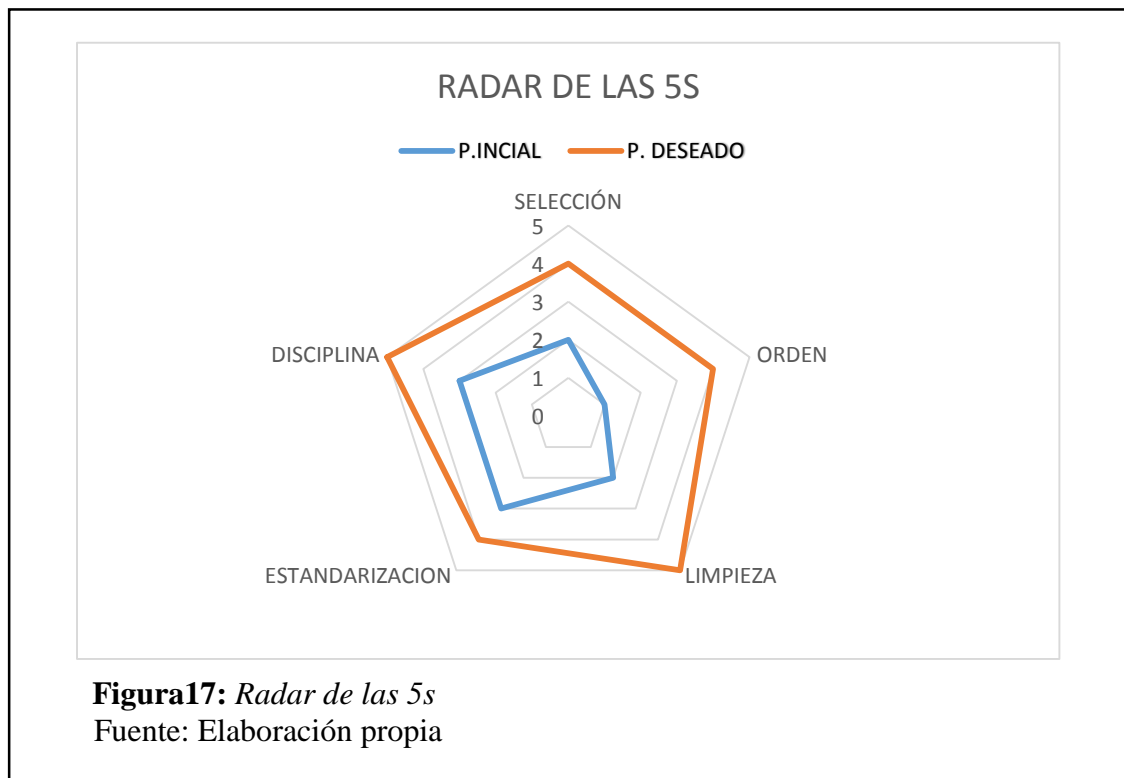 RADAR DE LAS 5S
P.INCIAL P. DESEADO
SELECCIÓN
5
4
3
2
1
0
ORDEN
LIMPIEZA
ESTANDARIZACION
DISCIPLINA
Figura17: Radar de las 5s
Fuente: Elaboración propia